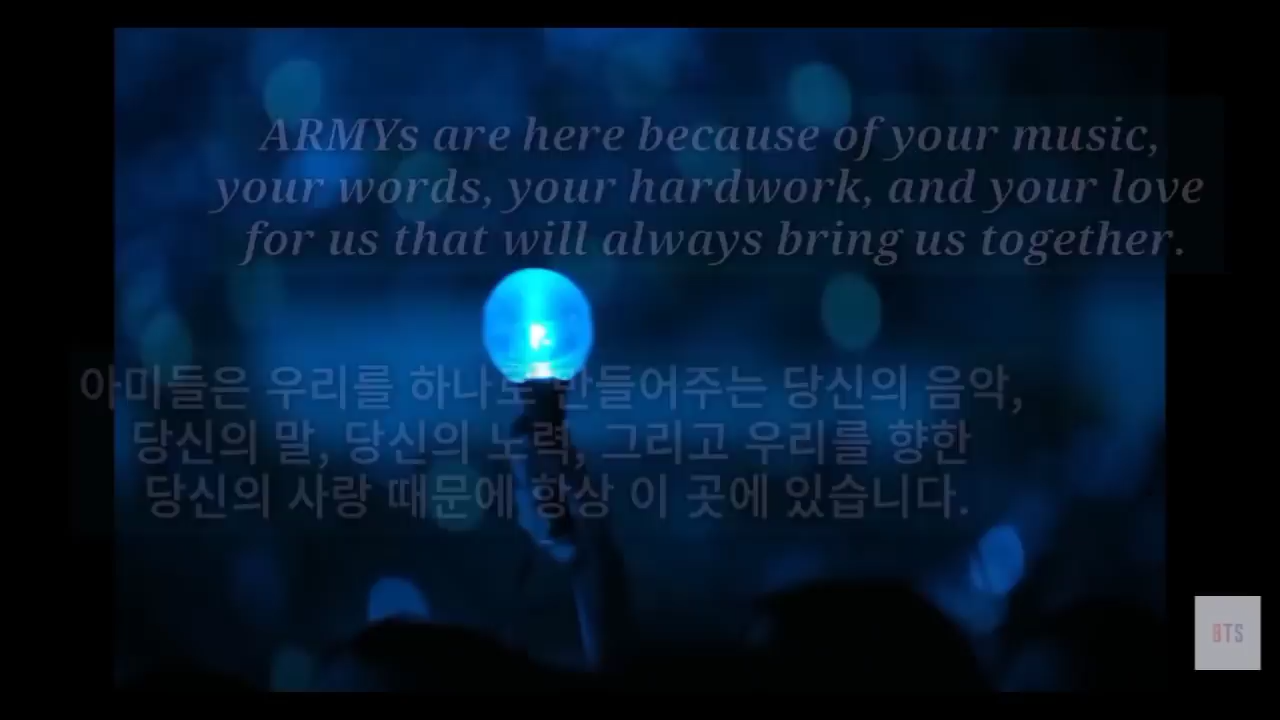 ARMYs are here because of your music,
your words, your hardwork, and your love
for us that will always bring us together.
아미들은 우리를 하나로 만들어주는 당신의 음악,
당신의 말, 당신의 노력, 그리고 우리를 향한
당신의 사랑 때문에 항상 이 곳에 있습니다.
BTS